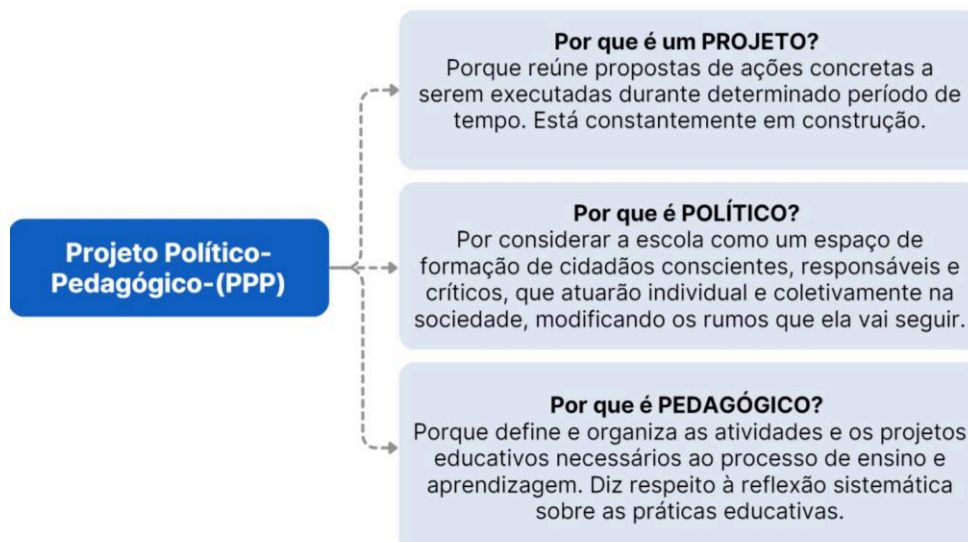 Projeto Político-
Pedagógico-(PPP)
Por que é um PROJETO?
Porque reúne propostas de ações concretas a
serem executadas durante determinado período de
tempo. Está constantemente em construção.
Por que é POLÍTICO?
Por considerar a escola como um espaço de
formação de cidadãos conscientes, responsáveis e
críticos, que atuarão individual e coletivamente na
sociedade, modificando os rumos que ela vai seguir.
Por que é PEDAGÓGICO?
Porque define e organiza as atividades e os projetos
educativos necessários ao processo de ensino e
aprendizagem. Diz respeito à reflexão sistemática
sobre as práticas educativas.